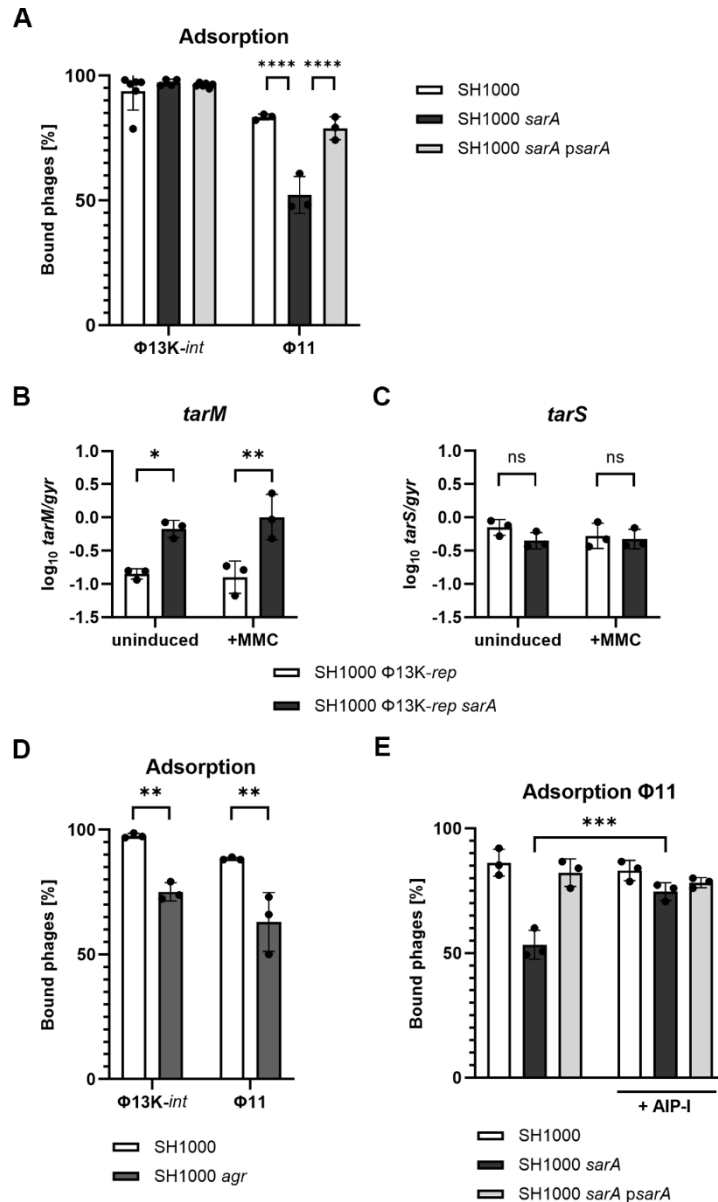 A
Adsorption
**** ****
Bound phages [%]
100
50
0
Φ13K-int Φ11
SH1000
SH1000 sarA
SH1000 sarA psarA
B
tarM
* **
log₁₀ tarM/gyr
1.0
0.5
0.0
-0.5
-1.0
-1.5
uninduced +MMC
C
tarS
ns ns
log₁₀ tarS/gyr
1.0
0.5
0.0
-0.5
-1.0
-1.5
uninduced +MMC
SH1000 Φ13K-rep
SH1000 Φ13K-rep sarA
D
Adsorption
** **
Bound phages [%]
100
50
0
Φ13K-int Φ11
SH1000
SH1000 agr
E
Adsorption Φ11
***
Bound phages [%]
100
50
0
+ AIP-I
SH1000
SH1000 sarA
SH1000 sarA psarA